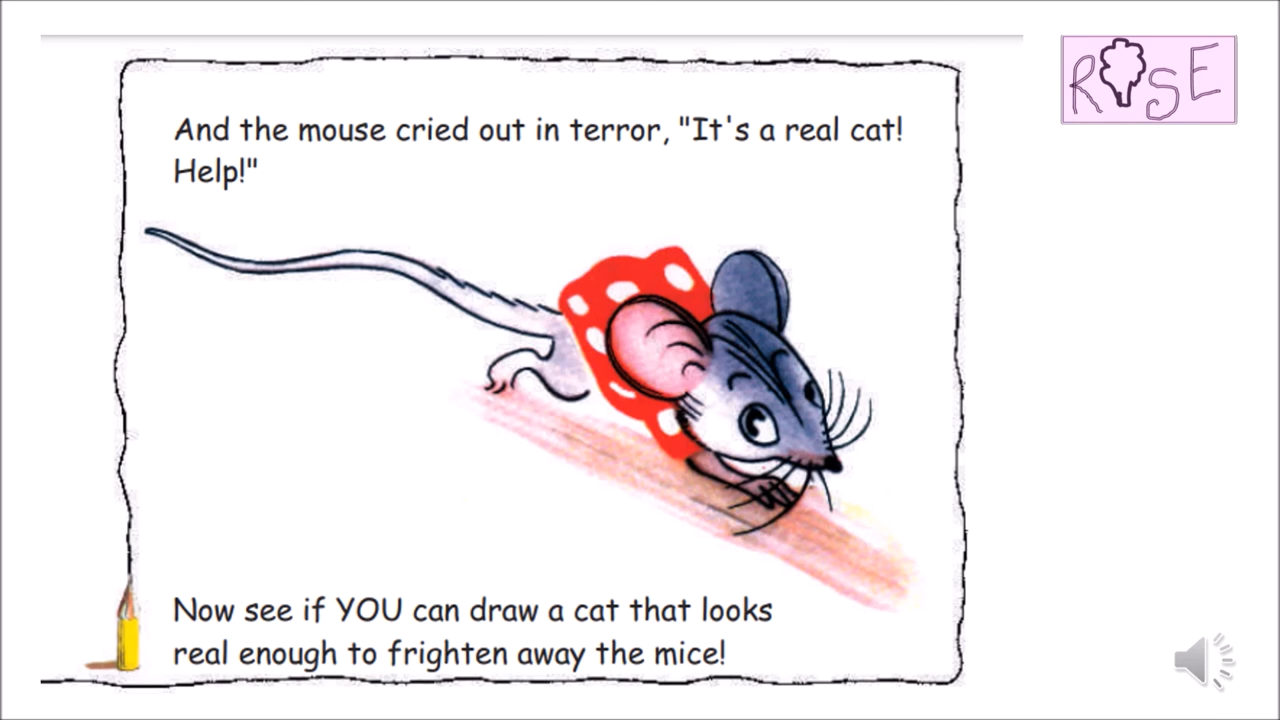 And the mouse cried out in terror, "It's a real cat!
Help!"
Now see if YOU can draw a cat that looks
real enough to frighten away the mice!
ROSE